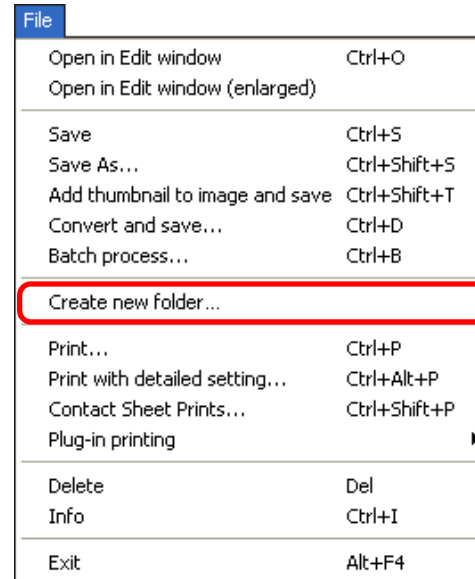 File
Open in Edit window Ctrl+O
Open in Edit window (enlarged)
Save Ctrl+S
Save As... Ctrl+Shift+S
Add thumbnail to image and save Ctrl+Shift+T
Convert and save... Ctrl+D
Batch process... Ctrl+B
Create new folder...
Print... Ctrl+P
Print with detailed setting... Ctrl+Alt+P
Contact Sheet Prints... Ctrl+Shift+P
Plug-in printing
Delete Del
Info Ctrl+I
Exit Alt+F4